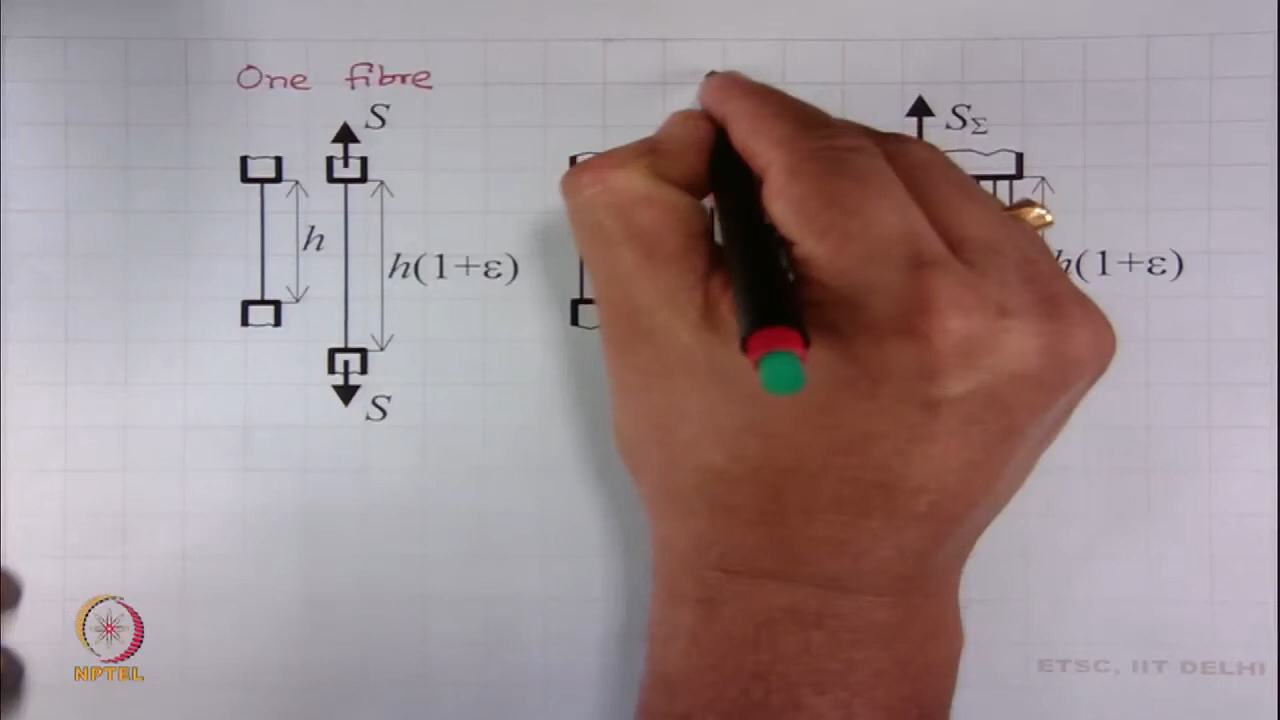 One fibre
S
h
h(1+ε)
S
S_Σ
h(1+ε)
NPTEL
ETSC, IIT DELHI